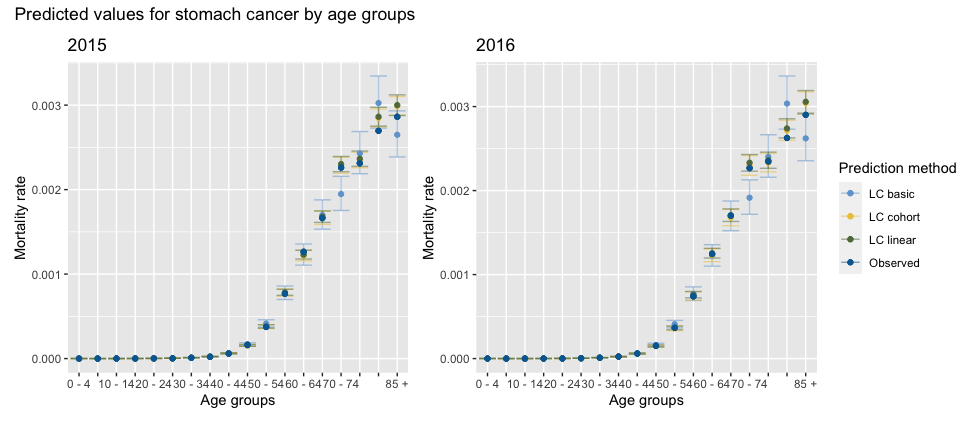 Predicted values for stomach cancer by age groups
2015
0.003
0.002
0.001
0.000
Mortality rate
0 - 4 10 - 14 20 - 24 30 - 34 40 - 44 50 - 54 60 - 64 70 - 74 85 +
Age groups
2016
0.003
0.002
0.001
0.000
Mortality rate
0 - 4 10 - 14 20 - 24 30 - 34 40 - 44 50 - 54 60 - 64 70 - 74 85 +
Age groups
Prediction method
LC basic
LC cohort
LC linear
Observed